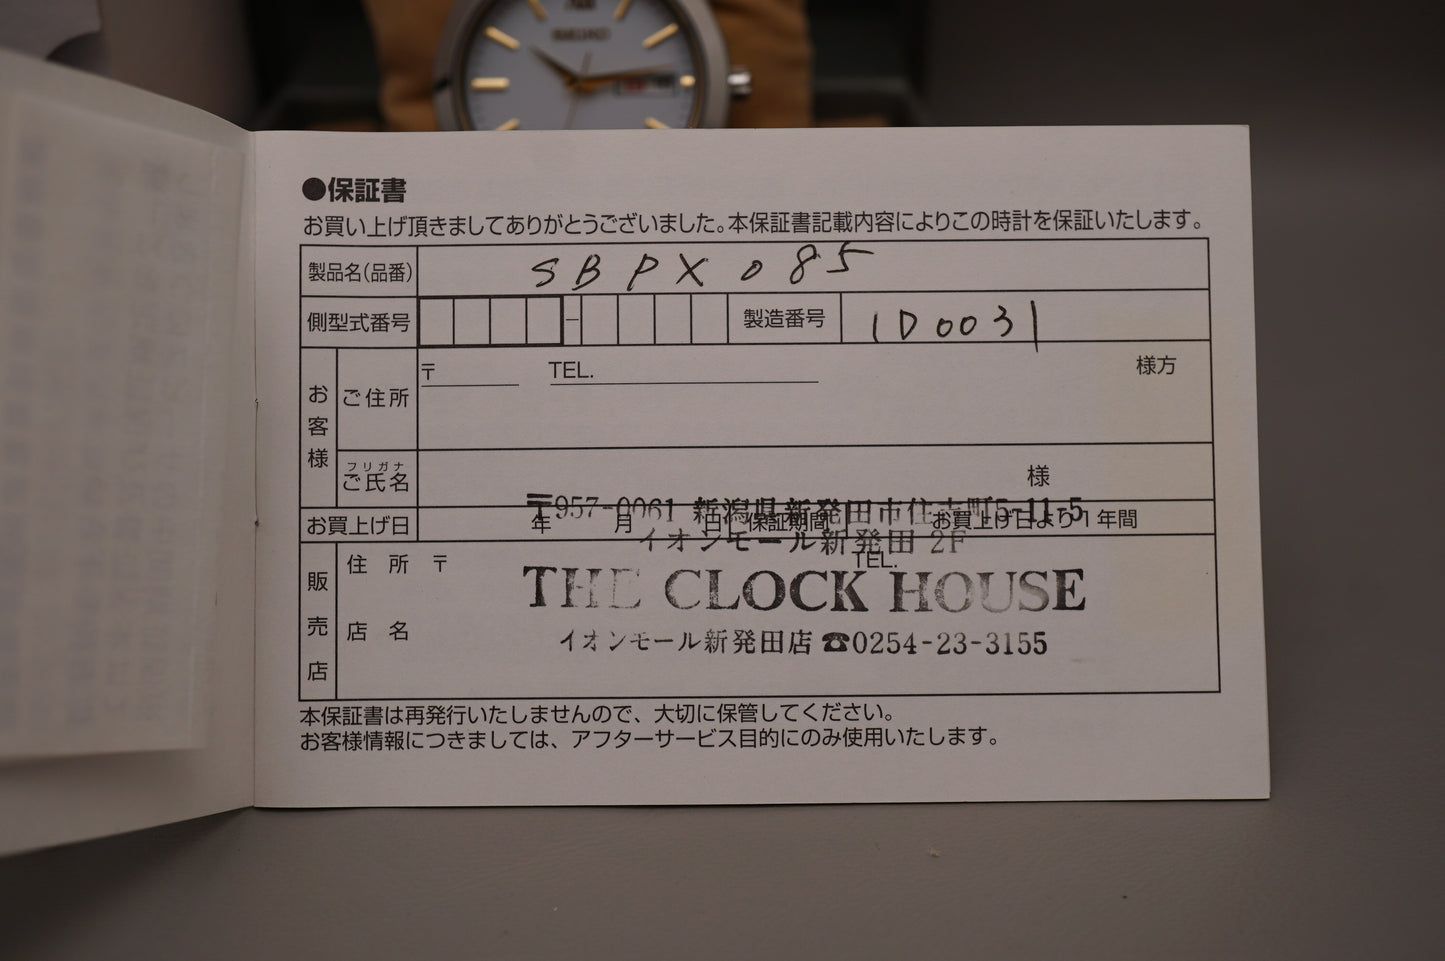 SEIKO
●保証書
お買い上げ頂きましてありがとうございました。本保証書記載内容によりこの時計を保証いたします。
製品名(品番) SBPX085
側型式番号 - 製造番号 1D0031
お客様 ご住所 〒 TEL. 様方
フリガナ
ご氏名 様
〒957-0061 新潟県新発田市住吉町5-11-5
お買上げ日 年 月 日 保証期間 お買上げ日より1年間
イオンモール新発田 2F
販売店 住所 〒 TEL.
THE CLOCK HOUSE
店名
イオンモール新発田店 ☎0254-23-3155
本保証書は再発行いたしませんので、大切に保管してください。
お客様情報につきましては、アフターサービス目的にのみ使用いたします。